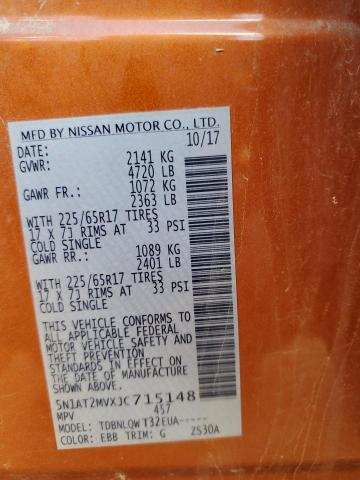 MFD BY NISSAN MOTOR CO., LTD.
DATE: 10/17
GVWR: 2141 KG
4720 LB
GAWR FR.: 1072 KG
2363 LB
WITH 225/65R17 TIRES
17 X 7J RIMS AT 33 PSI
COLD SINGLE
GAWR RR.: 1089 KG
2401 LB
WITH 225/65R17 TIRES
17 X 7J RIMS AT 33 PSI
COLD SINGLE
THIS VEHICLE CONFORMS TO
ALL APPLICABLE FEDERAL
MOTOR VEHICLE SAFETY AND
THEFT PREVENTION
STANDARDS IN EFFECT ON
THE DATE OF MANUFACTURE
SHOWN ABOVE.
5N1AT2MVXJC715148
MPV 457
MODEL: TDBNLQW T32EUA-----
COLOR: EBB TRIM: G ZS30A